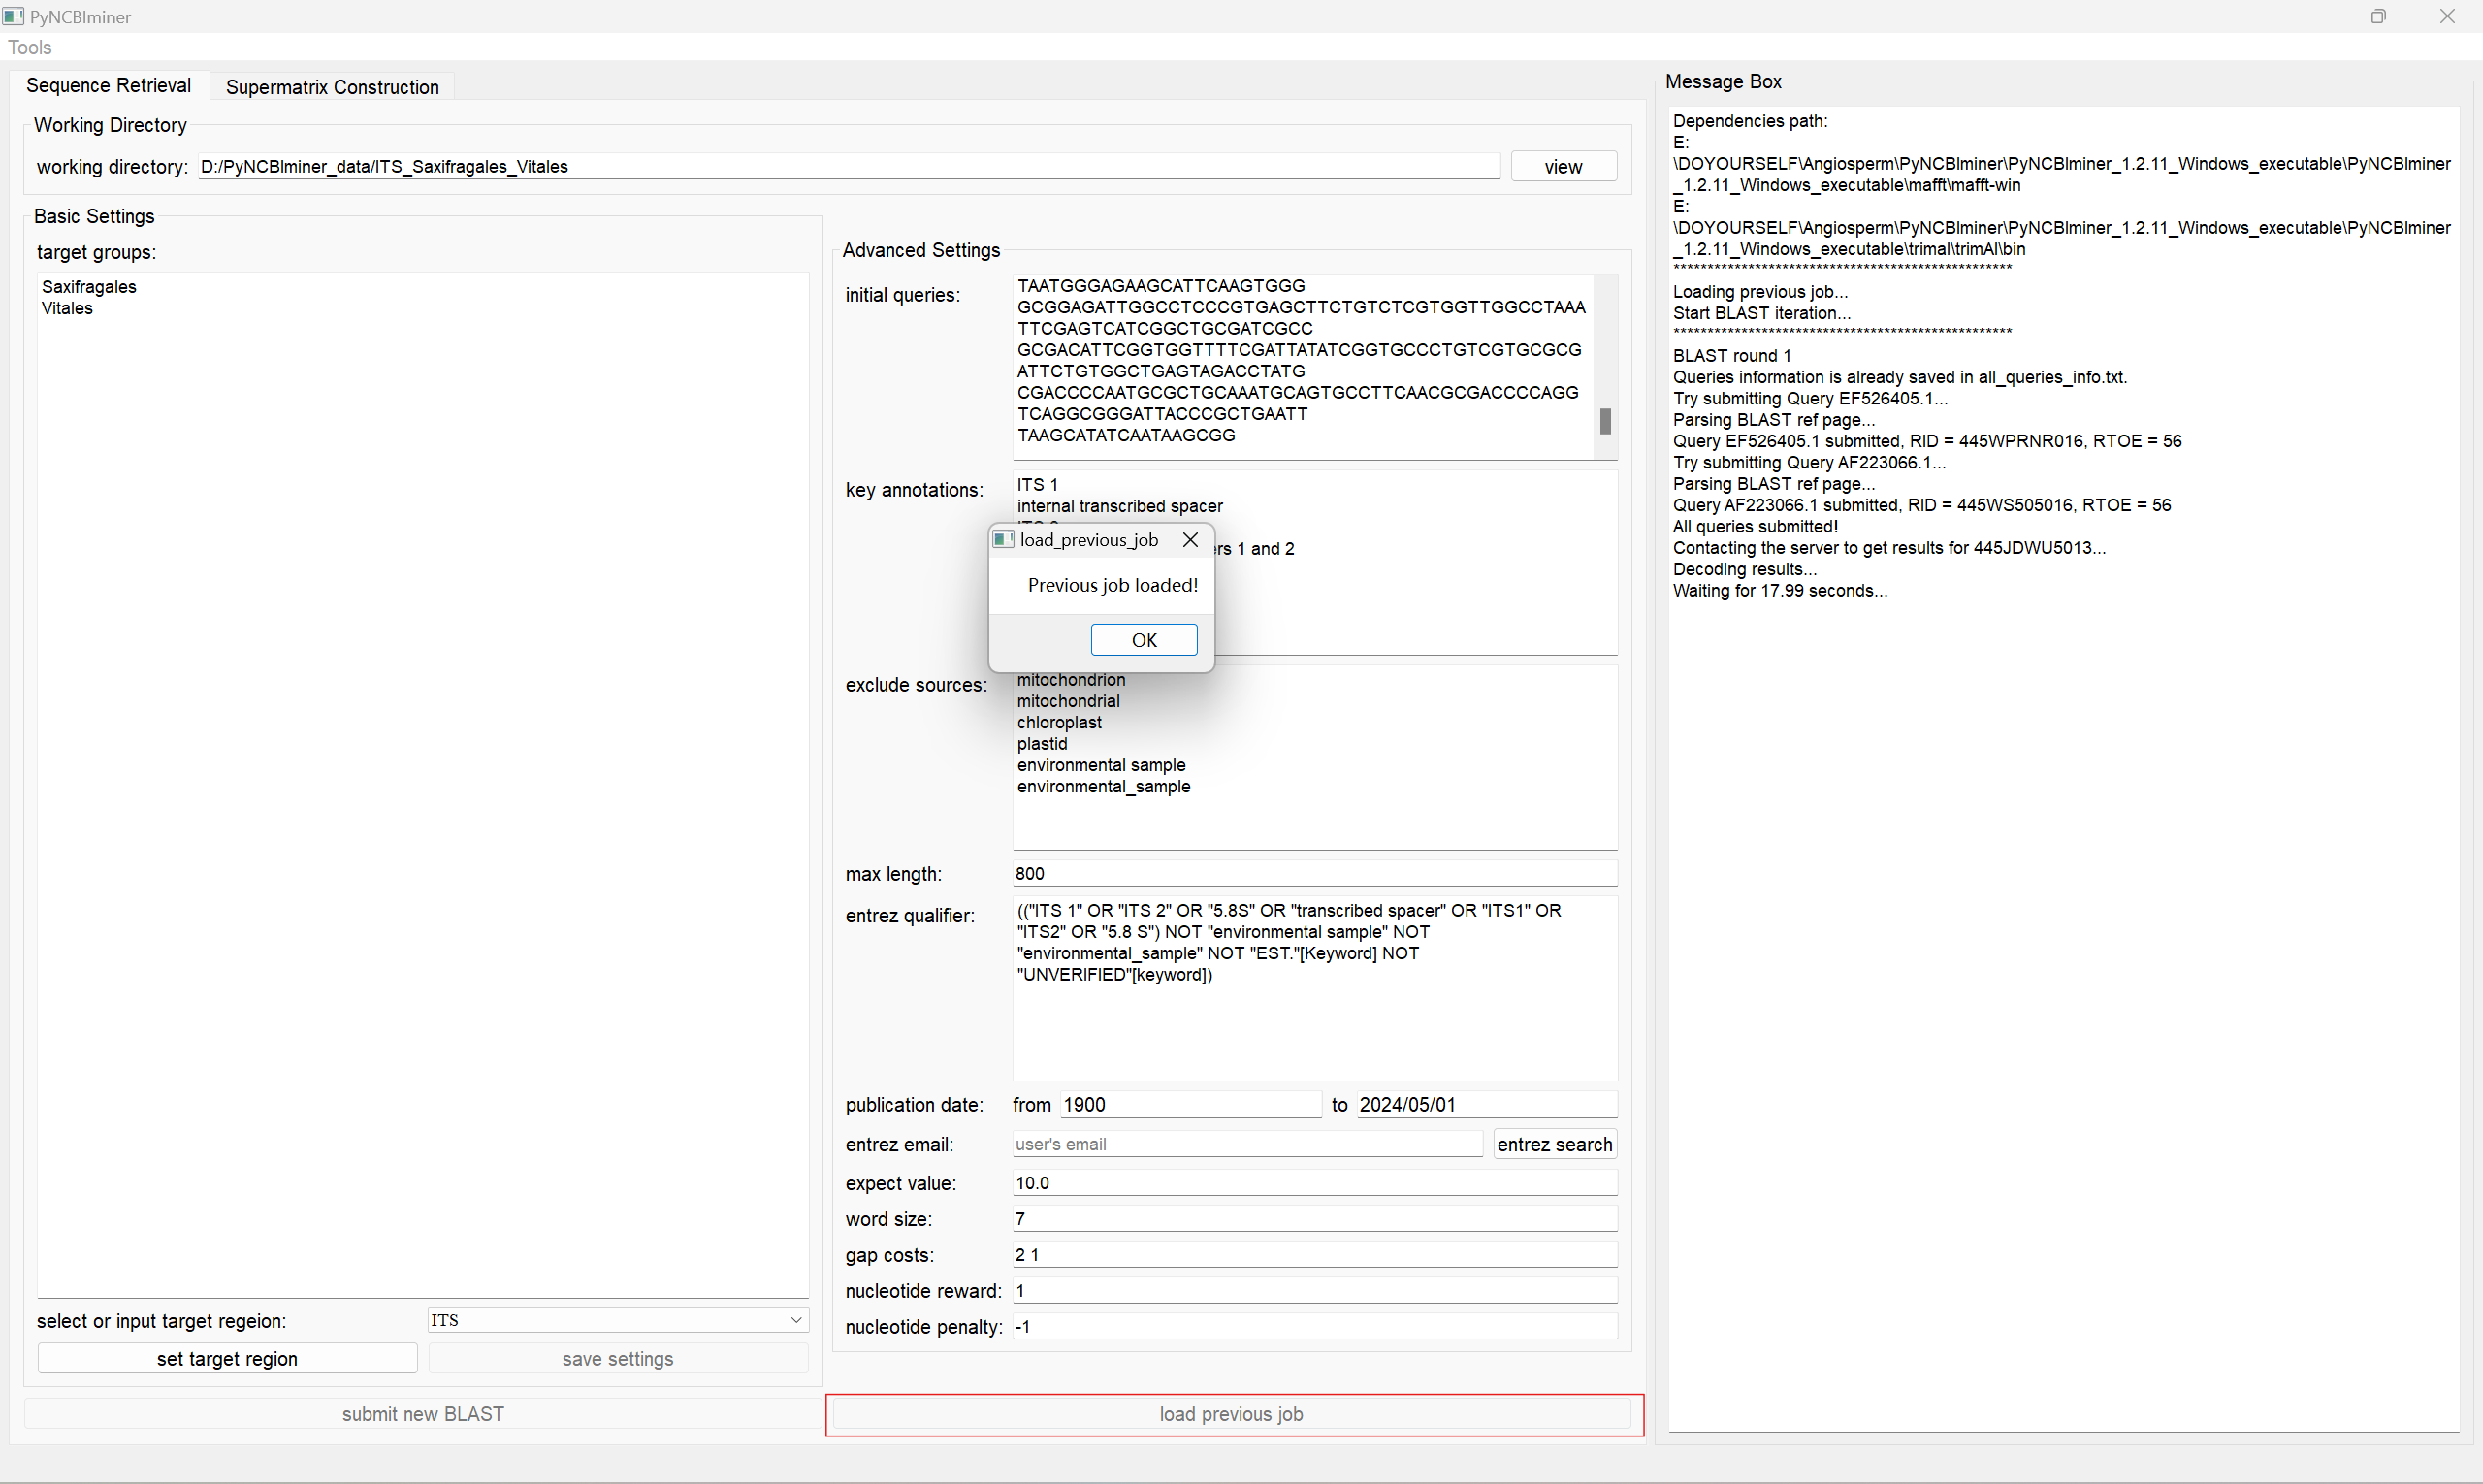 PyNCBIminer
Tools
Sequence Retrieval
Supermatrix Construction
Working Directory
working directory:
D:/PyNCBIminer_data/ITS_Saxifragales_Vitales
view
Basic Settings
target groups:
Saxifragales
Vitales
select or input target regeion:
ITS
set target region
save settings
submit new BLAST
Advanced Settings
initial queries:
TAATGGGAGAAGCATTCAAGTGGG
GCGGAGATTGGCCTCCCGTGAGCTTCTGTCTCGTGGTTGGCCTAAA
TTCGAGTCATCGGCTGCGATCGCC
GCGACATTCGGTGGTTTTCGATTATATCGGTGCCCTGTCGTGCGCG
ATTCTGTGGCTGAGTAGACCTATG
CGACCCCAATGCGCTGCAAATGCAGTGCCTTCAACGCGACCCCAGG
TCAGGCGGGATTACCCGCTGAATT
TAAGCATATCAATAAGCGG
key annotations:
ITS 1
internal transcribed spacer
1 and 2
load_previous_job
Previous job loaded!
OK
exclude sources:
mitochondrion
mitochondrial
chloroplast
plastid
environmental sample
environmental_sample
max length:
800
entrez qualifier:
(("ITS 1" OR "ITS 2" OR "5.8S" OR "transcribed spacer" OR "ITS1" OR
"ITS2" OR "5.8 S") NOT "environmental sample" NOT
"environmental_sample" NOT "EST."[Keyword] NOT
"UNVERIFIED"[keyword])
publication date:
from 1900 to 2024/05/01
entrez email:
user's email
entrez search
expect value:
10.0
word size:
7
gap costs:
2 1
nucleotide reward:
1
nucleotide penalty:
-1
load previous job
Message Box
Dependencies path:
E:
\DOYOURSELF\Angiosperm\PyNCBIminer\PyNCBIminer_1.2.11_Windows_executable\PyNCBIminer
_1.2.11_Windows_executable\mafft\mafft-win
E:
\DOYOURSELF\Angiosperm\PyNCBIminer\PyNCBIminer_1.2.11_Windows_executable\PyNCBIminer
_1.2.11_Windows_executable\trimal\trimAl\bin
**************************************************
Loading previous job...
Start BLAST iteration...
**************************************************
BLAST round 1
Queries information is already saved in all_queries_info.txt.
Try submitting Query EF526405.1...
Parsing BLAST ref page...
Query EF526405.1 submitted, RID = 445WPRNR016, RTOE = 56
Try submitting Query AF223066.1...
Parsing BLAST ref page...
Query AF223066.1 submitted, RID = 445WS505016, RTOE = 56
All queries submitted!
Contacting the server to get results for 445JDWU5013...
Decoding results...
Waiting for 17.99 seconds...